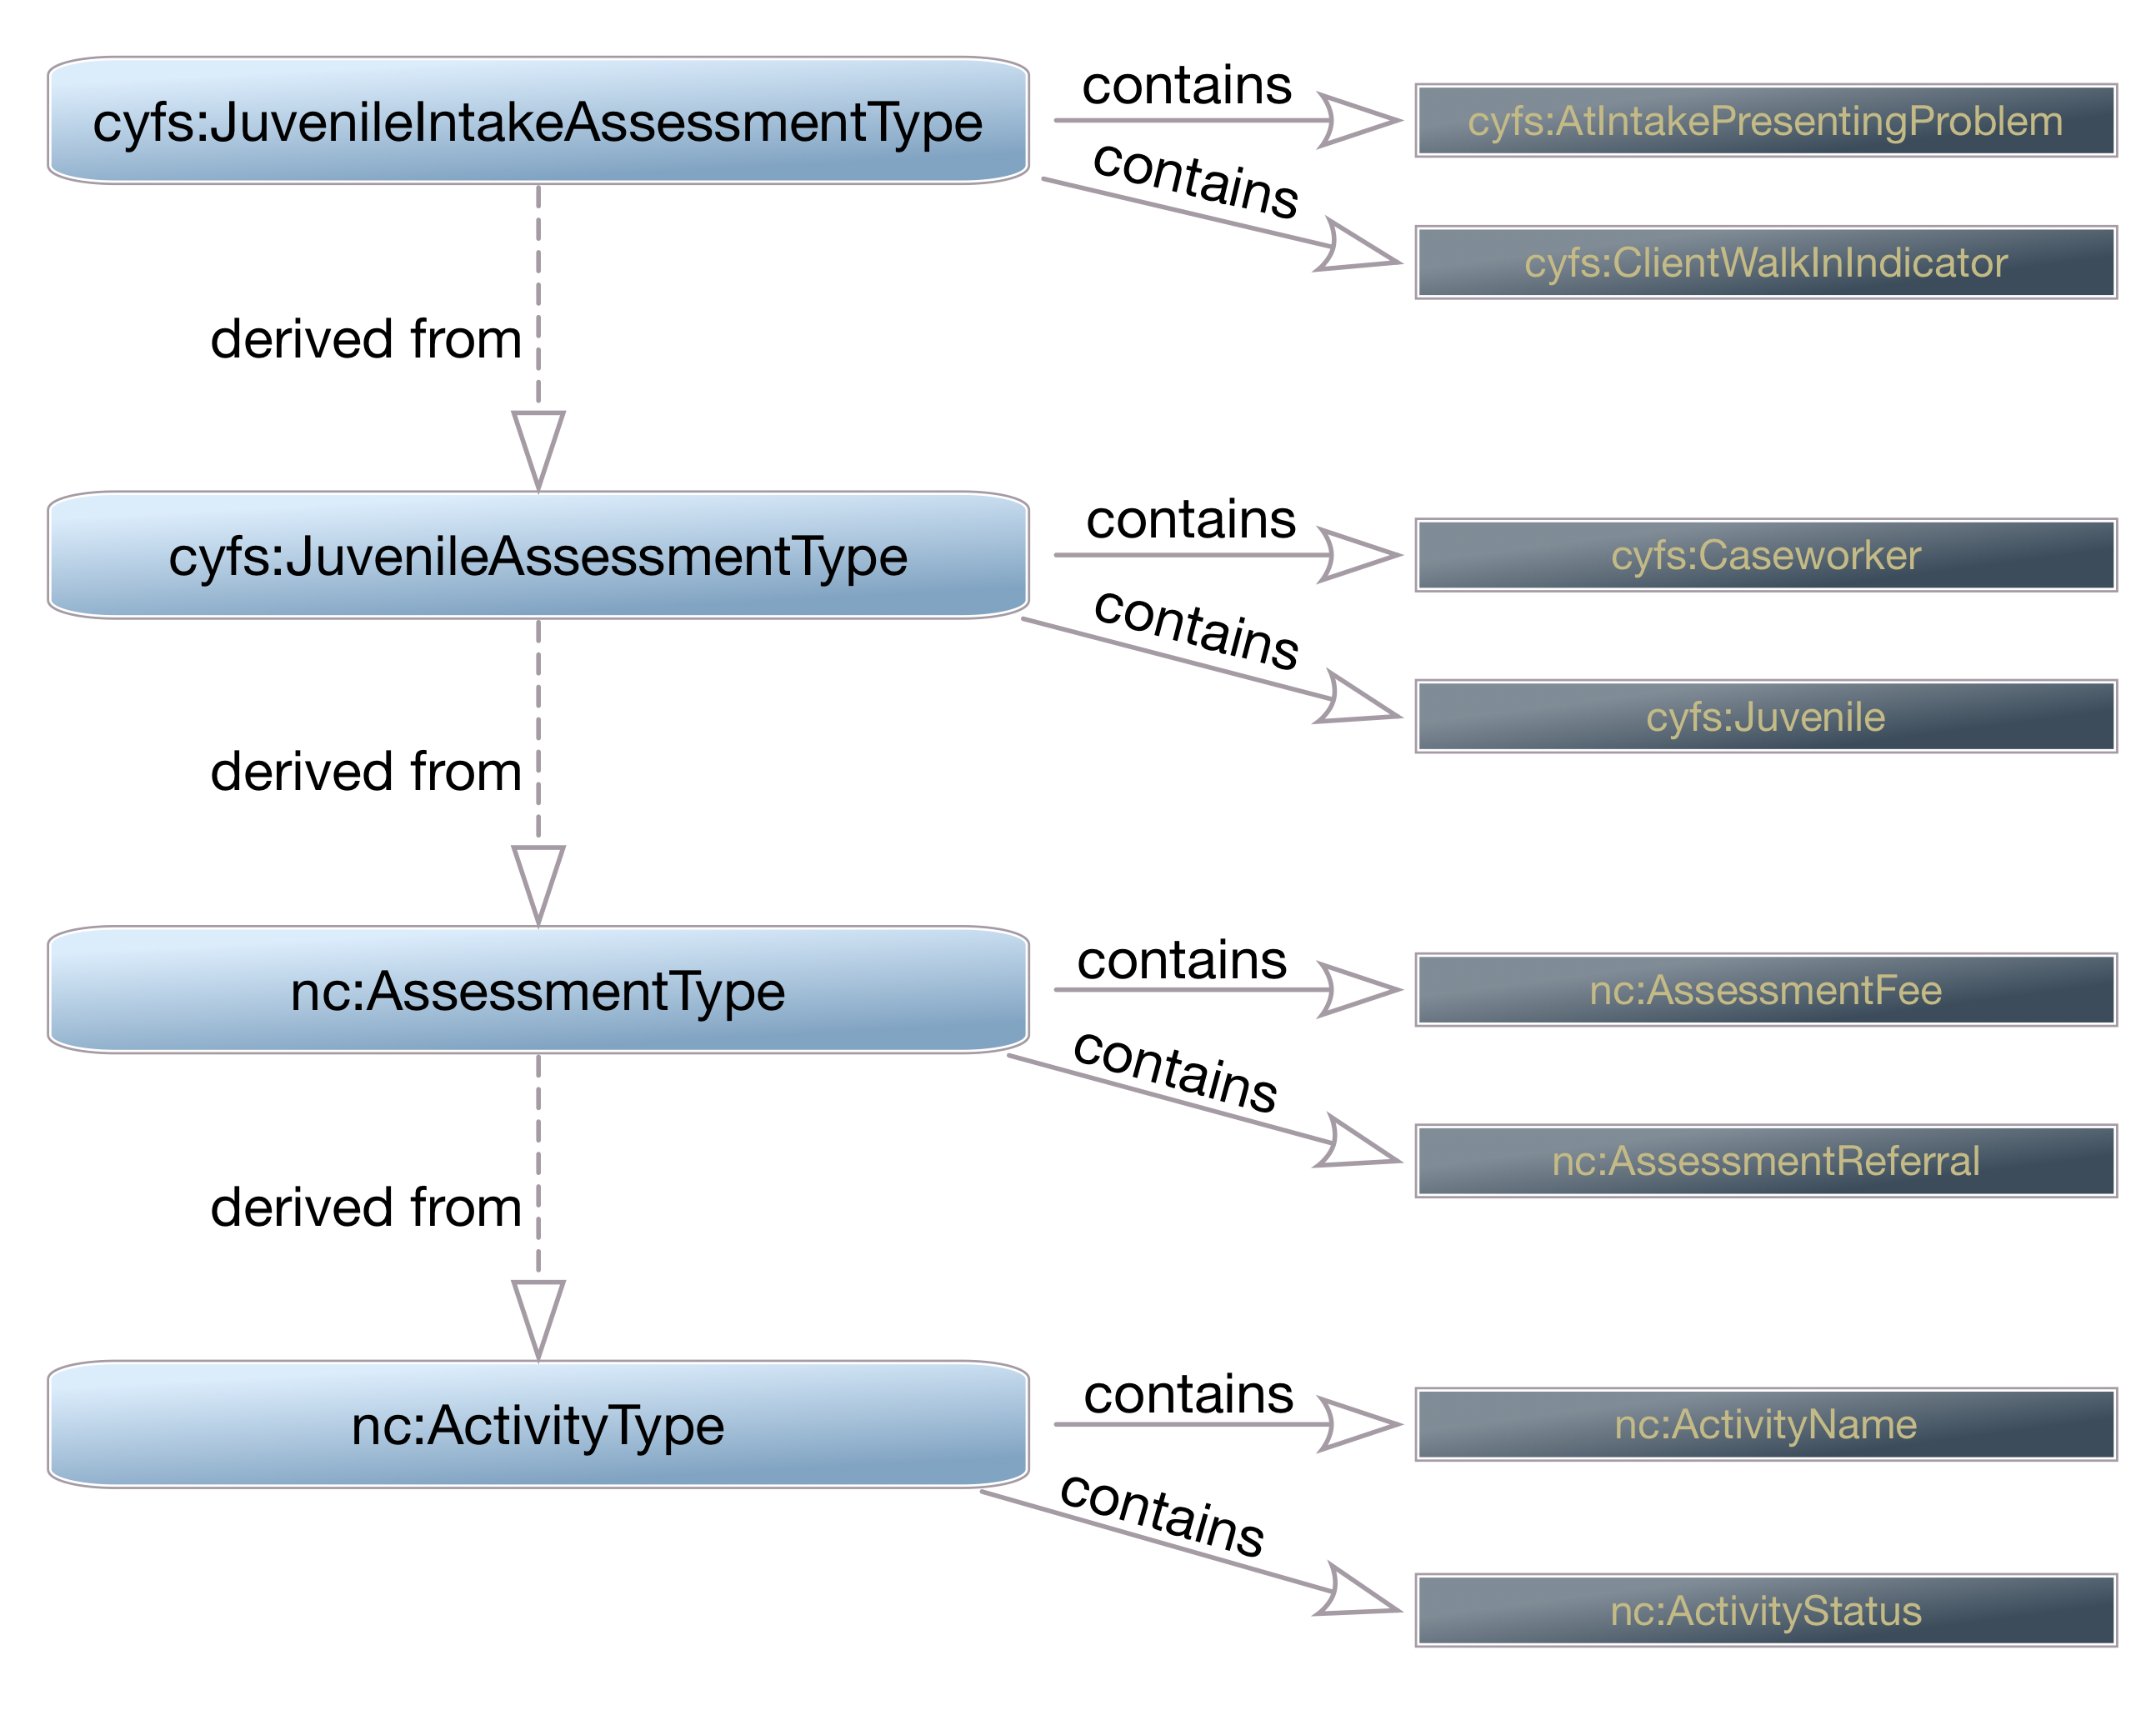 cyfs:JuvenileIntakeAssessmentType
contains
cyfs:AtIntakePresentingProblem
contains
cyfs:ClientWalkInIndicator
derived from
cyfs:JuvenileAssessmentType
contains
cyfs:Caseworker
contains
cyfs:Juvenile
derived from
nc:AssessmentType
contains
nc:AssessmentFee
contains
nc:AssessmentReferral
derived from
nc:ActivityType
contains
nc:ActivityName
contains
nc:ActivityStatus